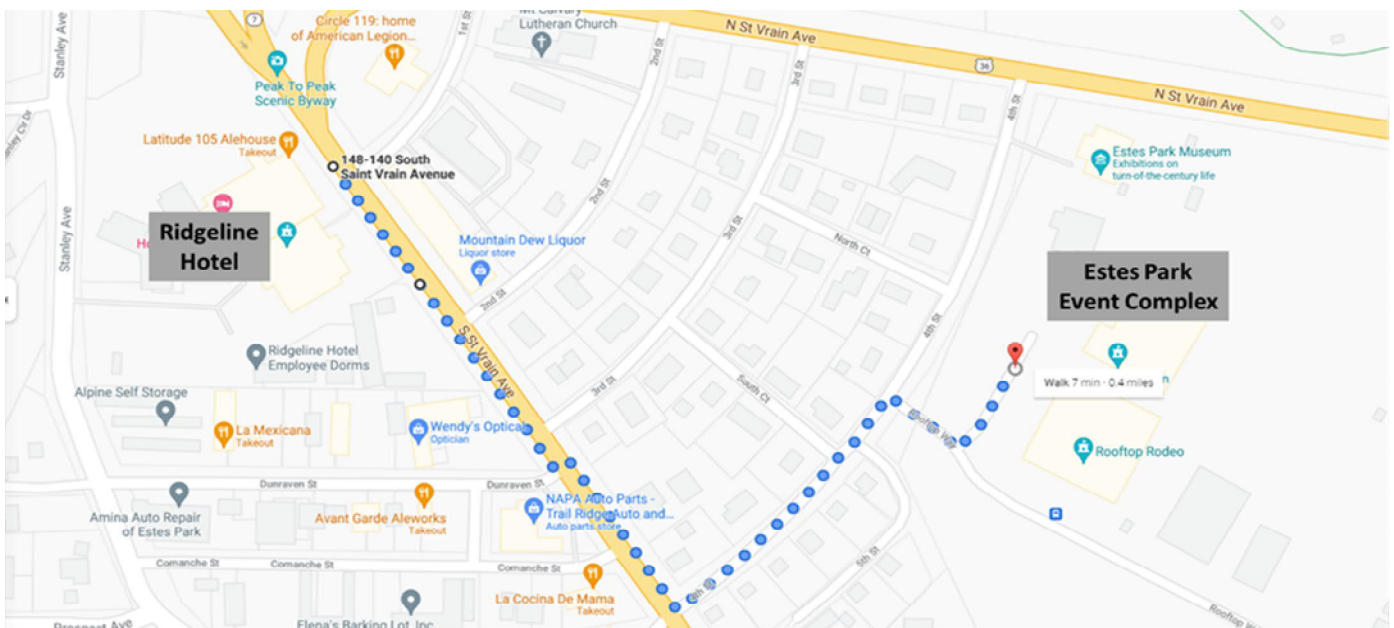 Stanley Ave
7
Circle 119: home
of American Legion...
1st St
Mt Calvary
Lutheran Church
2nd St
N St Vrain Ave
3rd St
36
4th St
N St Vrain Ave
Peak To Peak
Scenic Byway
Latitude 105 Alehouse
Takeout
148-140 South
Saint Vrain Avenue
Estes Park Museum
Exhibitions on
turn-of-the-century life
Stanley Ave
Ridgeline
Hotel
2nd St
3rd St
North Ct
Mountain Dew Liquor
Liquor store
Estes Park
Event Complex
2nd St
4th St
S St Vrain Ave
Ridgeline Hotel
Employee Dorms
Walk 7 min · 0.4 miles
Alpine Self Storage
3rd St
South Ct
La Mexicana
Takeout
Wendy's Optical
Optician
Rooftop Way
Rooftop Rodeo
Dunraven St
Dunraven St
Amina Auto Repair
of Estes Park
Avant Garde Aleworks
Takeout
NAPA Auto Parts -
Trail Ridge Auto and...
Auto parts store
Comanche St
Comanche St
Comanche St
5th St
La Cocina De Mama
Takeout
4th St
Elena's Barking Lot, Inc
Prospect Ave